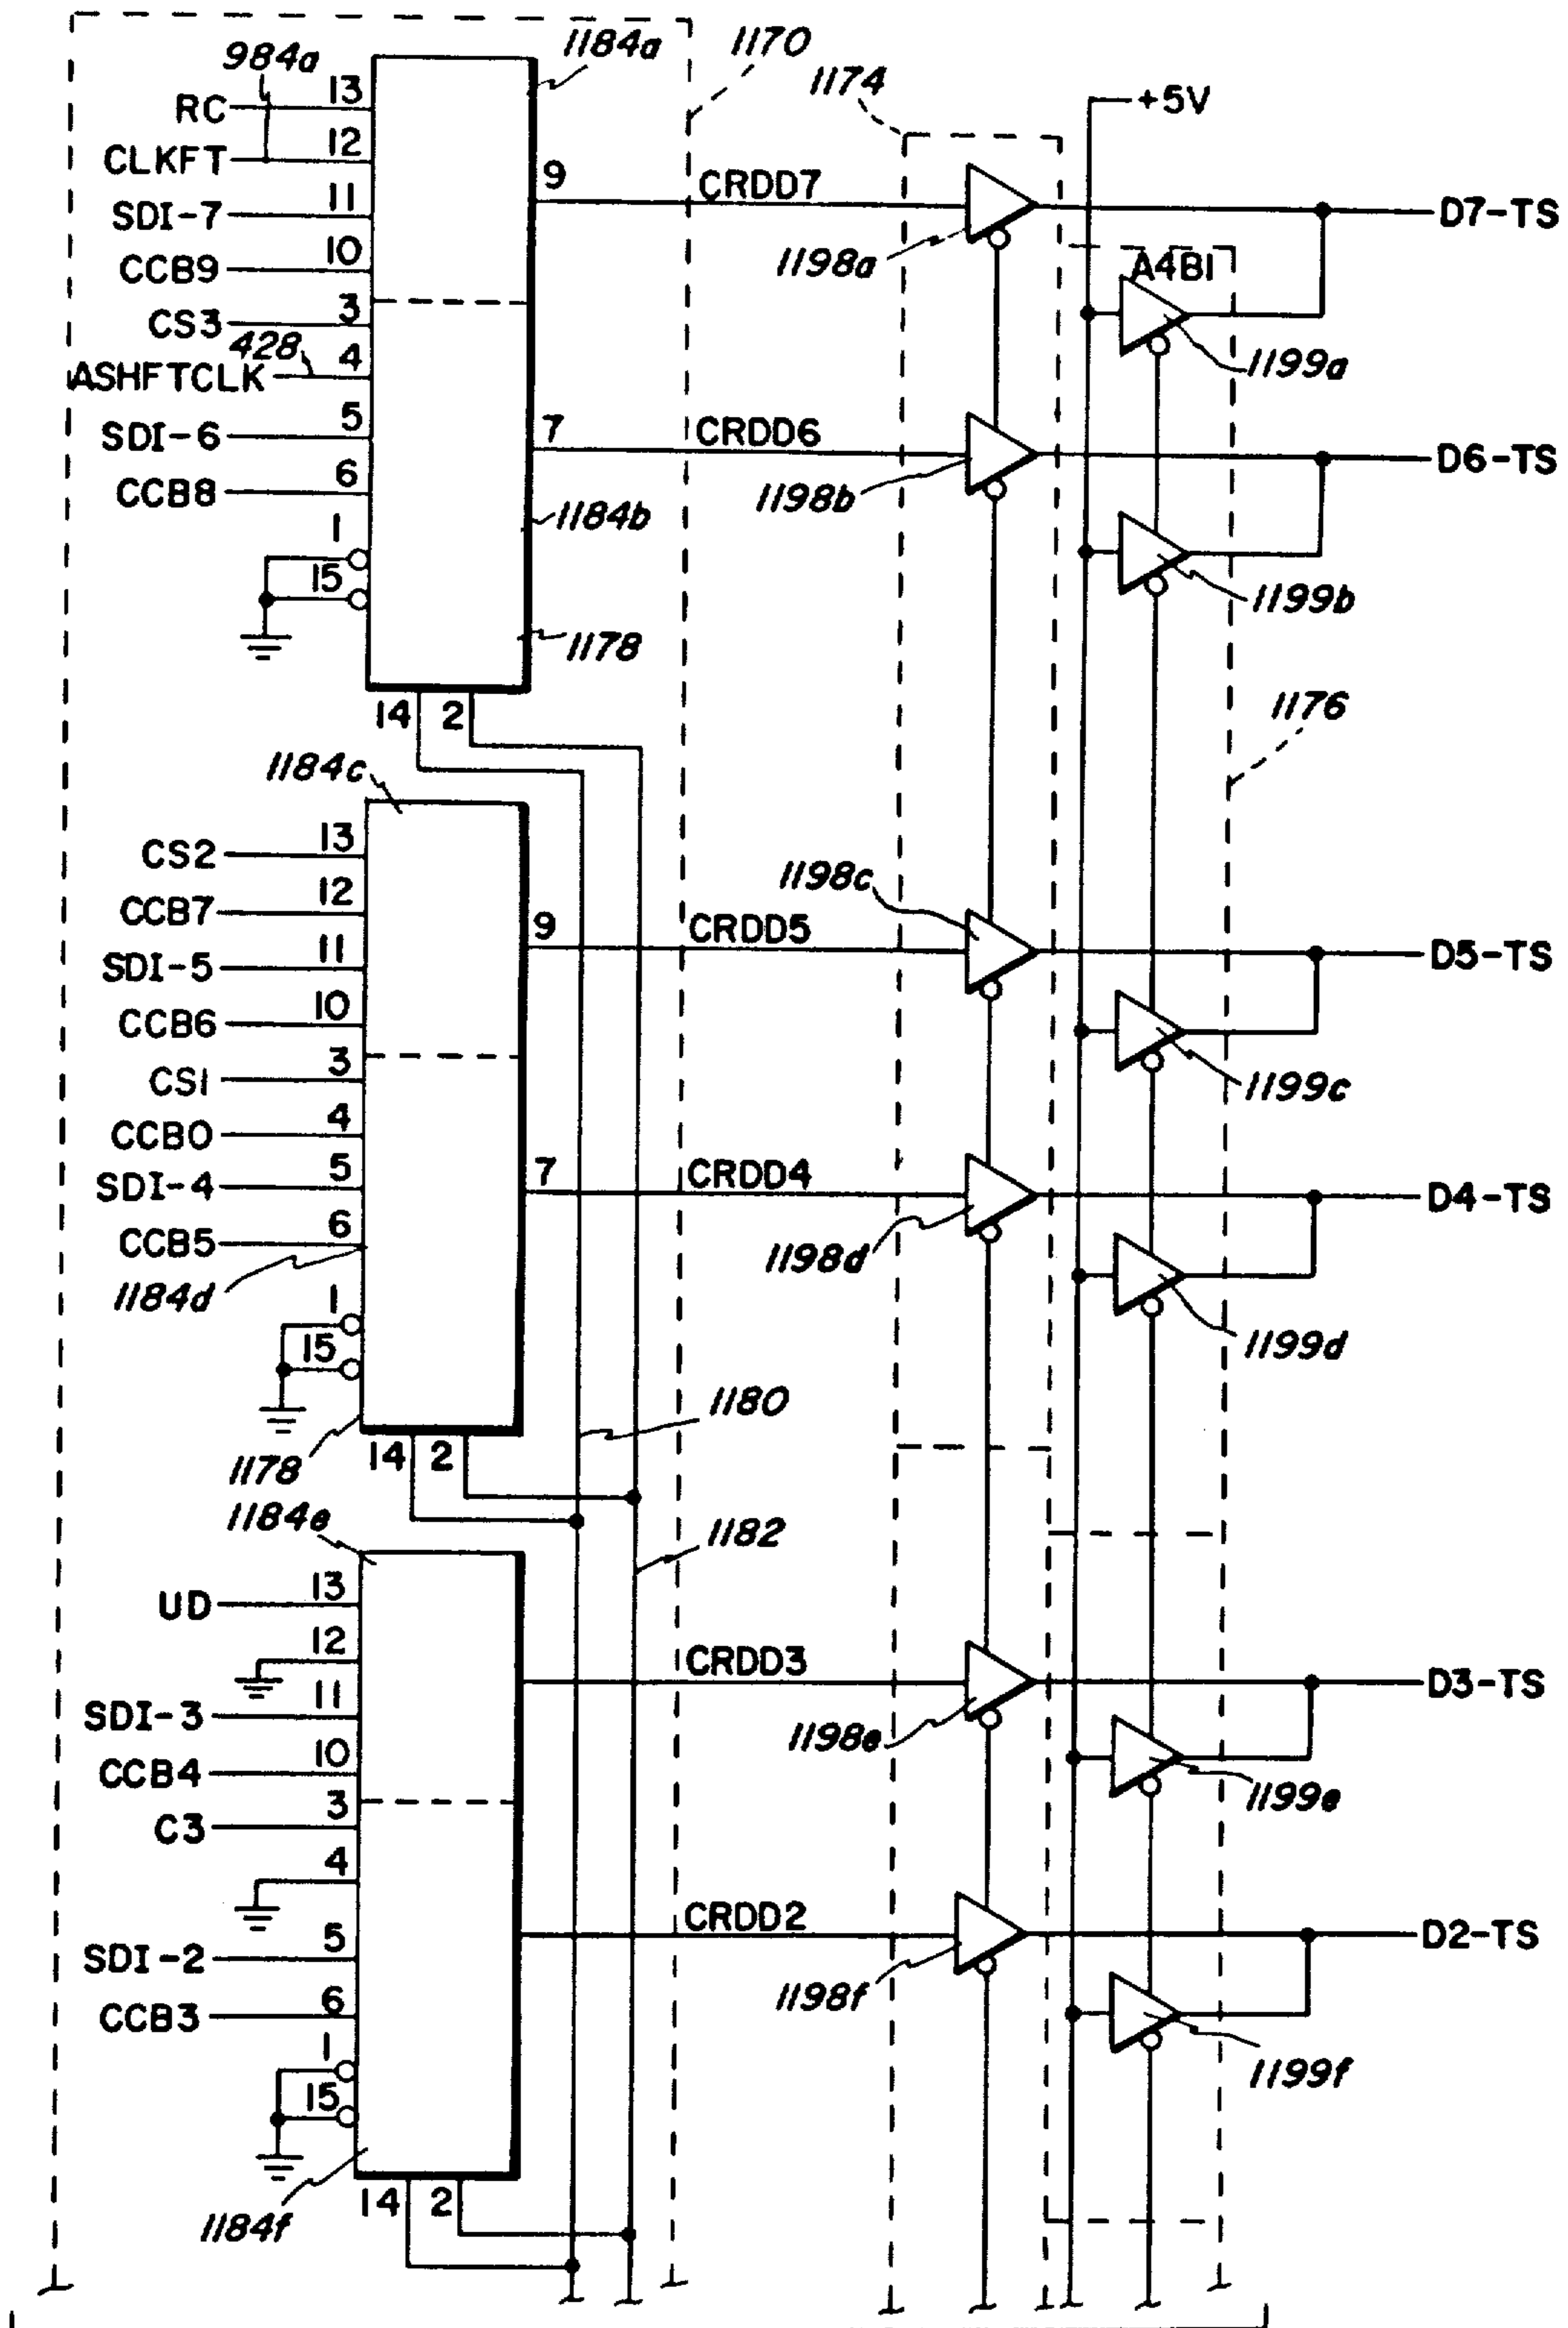 984a
1184a
1170
1174
+5V
RC 13
CLKFT 12
SDI-7 11
CCB9 10
9 CRDD7
D7-TS
1198a
A4B1
1199a
CS3 3
428
ASHFTCLK 4
SDI-6 5
CCB8 6
7 CRDD6
D6-TS
1198b
1184b
1199b
1
15
1178
14 2
1176
1184c
CS2 13
CCB7 12
SDI-5 11
CCB6 10
9 CRDD5
1198c
D5-TS
CS1 3
1199c
CCB0 4
SDI-4 5
CCB5 6
7 CRDD4
D4-TS
1198d
1184d
1199d
1
15
1180
1178
14 2
1184e
1182
UD 13
12
SDI-3 11
CCB4 10
CRDD3
D3-TS
1198e
1199e
C3 3
4
SDI-2 5
CCB3 6
CRDD2
D2-TS
1198f
1199f
1
15
14 2
1184f